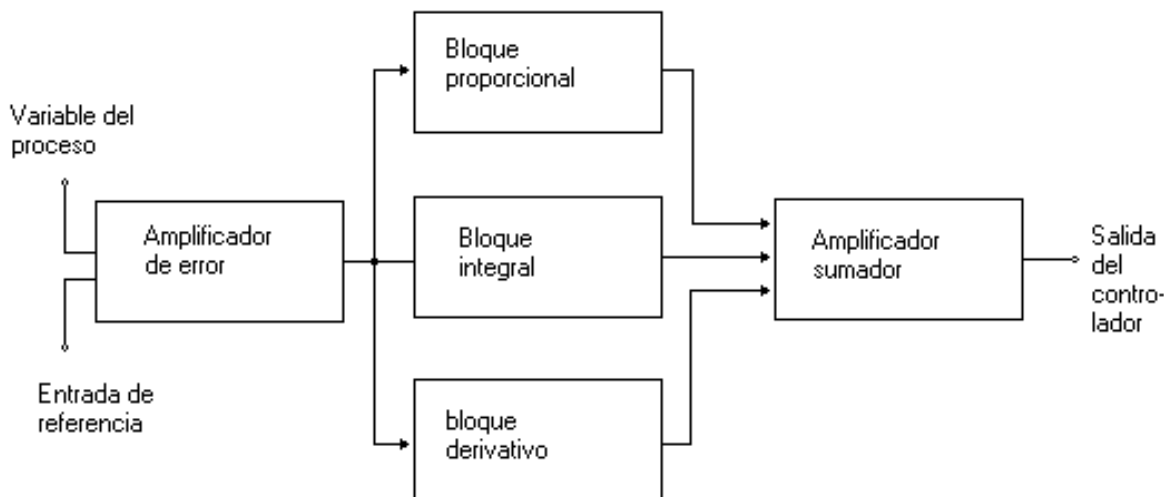 Bloque
proporcional
Variable del
proceso
Amplificador
de error
Bloque
integral
Amplificador
sumador
Salida
del
contro-
lador
Entrada de
referencia
bloque
derivativo